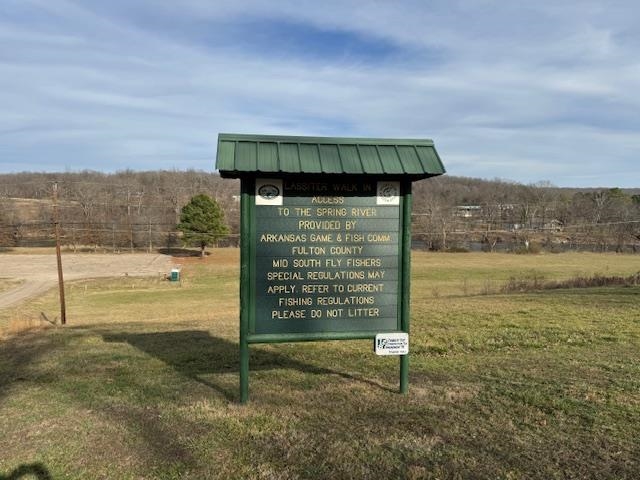 LASSITER WALK IN
ACCESS
TO THE SPRING RIVER
PROVIDED BY
ARKANSAS GAME & FISH COMM
FULTON COUNTY
MID SOUTH FLY FISHERS
SPECIAL REGULATIONS MAY
APPLY. REFER TO CURRENT
FISHING REGULATIONS
PLEASE DO NOT LITTER